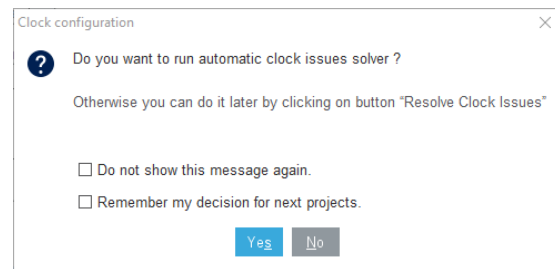 Clock configuration
Do you want to run automatic clock issues solver ?
Otherwise you can do it later by clicking on button “Resolve Clock Issues”
Do not show this message again.
Remember my decision for next projects.
Yes No